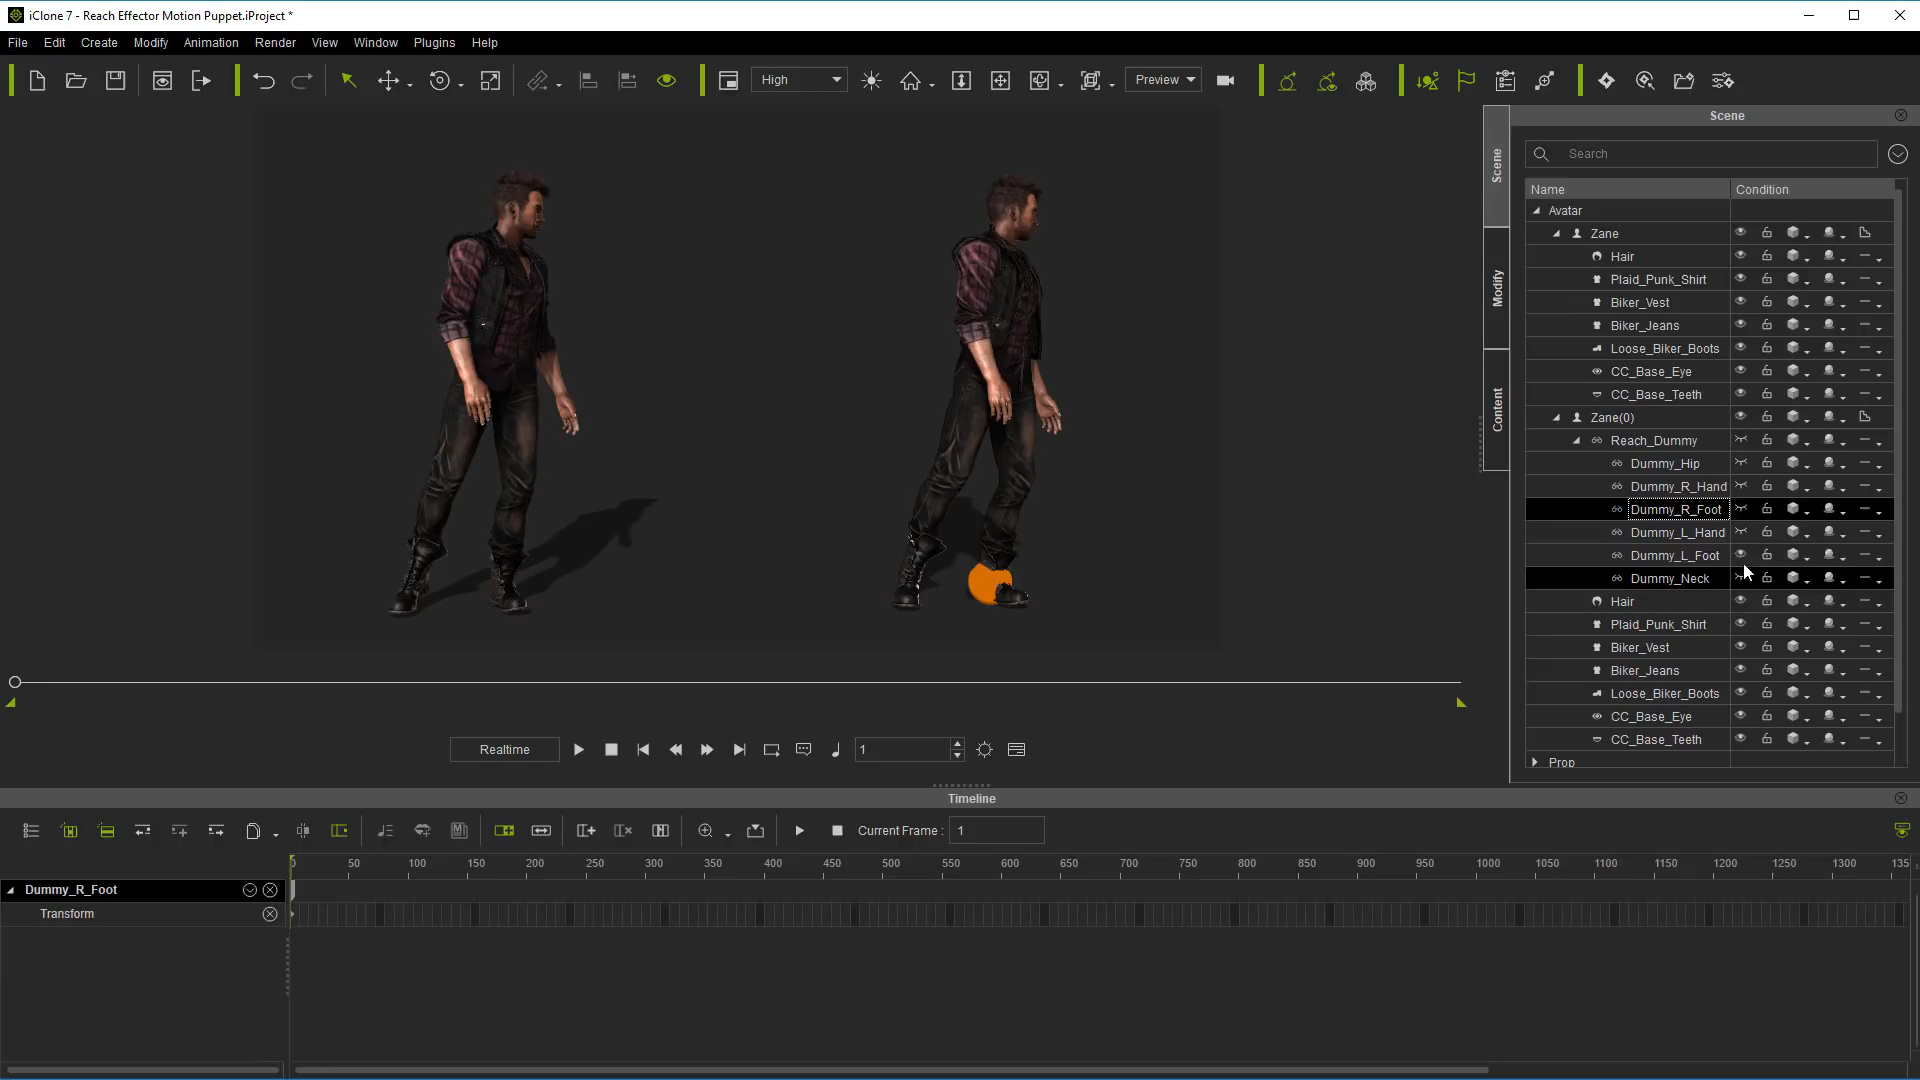 iClone 7 - Reach Effector Motion Puppet.iProject *
File Edit Create Modify Animation Render View Window Plugins Help
High
Preview
Scene
Search
Scene
Modify
Content
Name Condition
Avatar
Zane
Hair
Plaid_Punk_Shirt
Biker_Vest
Biker_Jeans
Loose_Biker_Boots
CC_Base_Eye
CC_Base_Teeth
Zane(0)
Reach_Dummy
Dummy_Hip
Dummy_R_Hand
Dummy_R_Foot
Dummy_L_Hand
Dummy_L_Foot
Dummy_Neck
Hair
Plaid_Punk_Shirt
Biker_Vest
Biker_Jeans
Loose_Biker_Boots
CC_Base_Eye
CC_Base_Teeth
Prop
Realtime 1
Timeline
Current Frame : 1
0 50 100 150 200 250 300 350 400 450 500 550 600 650 700 750 800 850 900 950 1000 1050 1100 1150 1200 1250 1300 135
Dummy_R_Foot
Transform